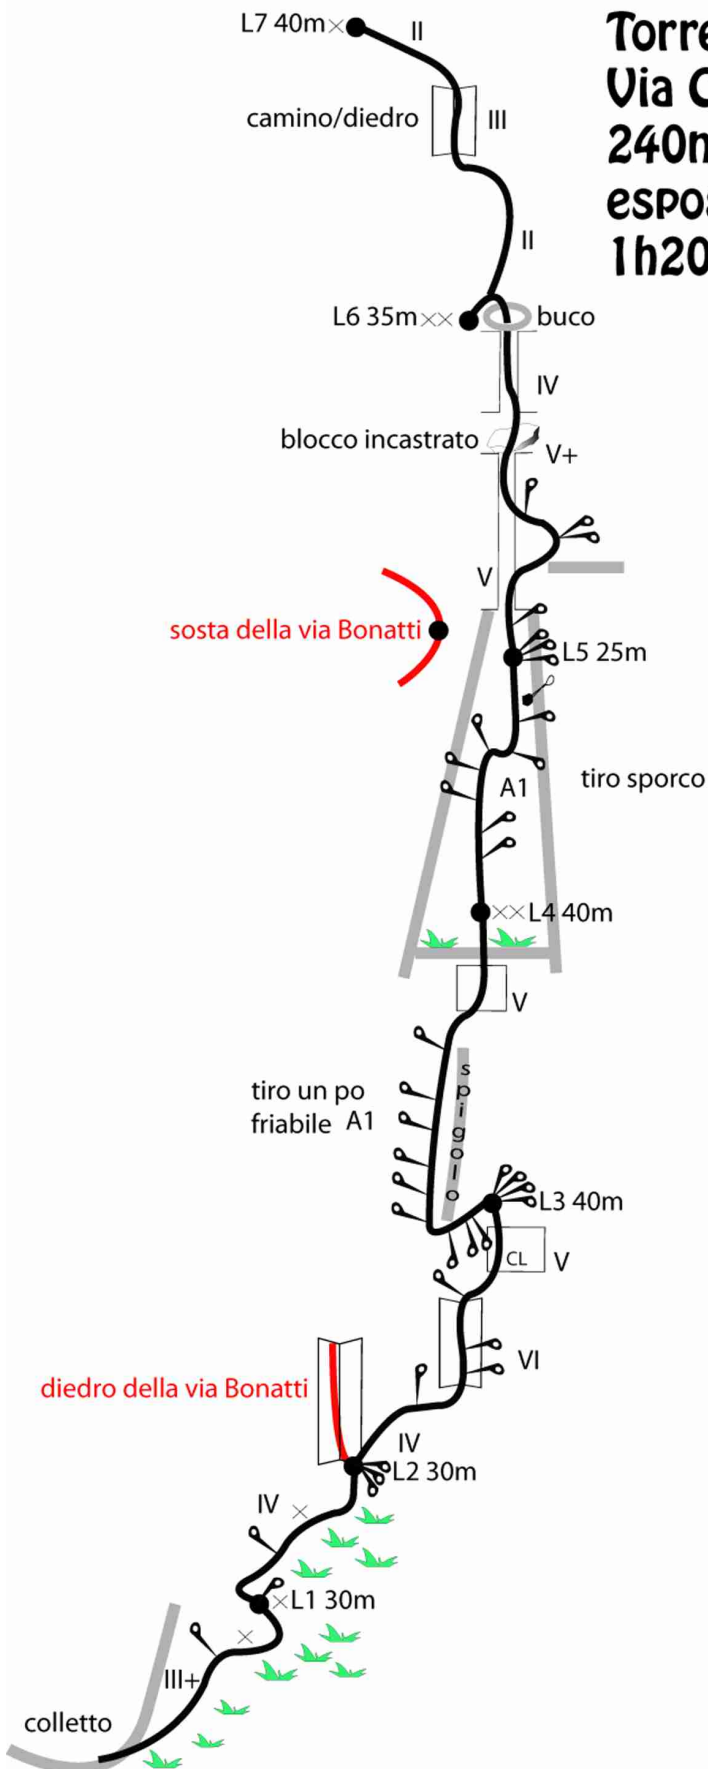 L7 40m
II
Torre
Via C
240m
espos
1h20
camino/diedro
III
II
L6 35m
buco
IV
blocco incastrato
V+
V
sosta della via Bonatti
L5 25m
tiro sporco
A1
L4 40m
V
tiro un po
friabile A1
spigolo
L3 40m
CL
V
VI
diedro della via Bonatti
IV
L2 30m
IV
L1 30m
III+
colletto